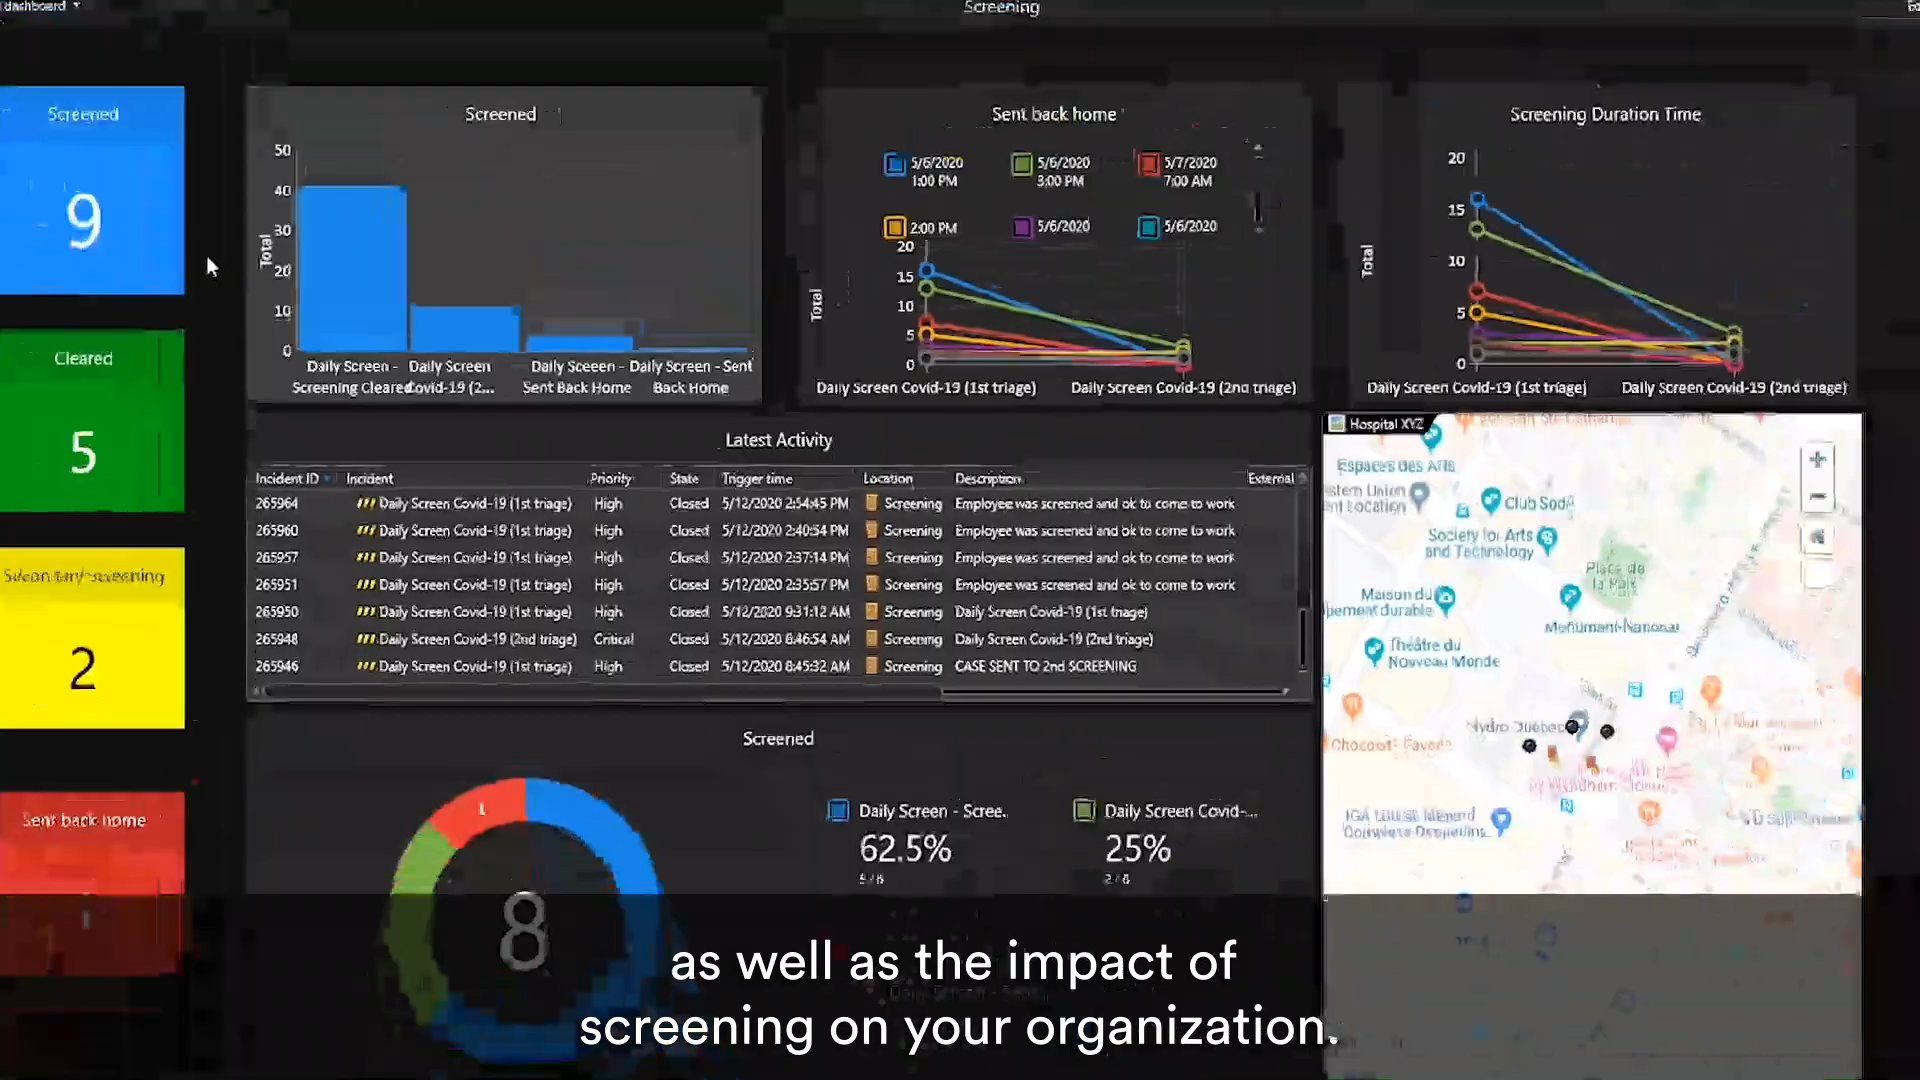 dashboard
Screening
Screened
9
Cleared
5
2
Sent back home
1
Screened
50
40
30
20
10
0
Total
Daily Screen -
Screening Cleared
Daily Screen
Covid-19 (2...
Daily Sceeen -
Sent Back Home
Daily Screen - Sent
Back Home
Sent back home
5/6/2020
1:00 PM
5/6/2020
3:00 PM
5/7/2020
7:00 AM
2:00 PM
5/6/2020
5/6/2020
20
15
10
5
0
Total
Daily Screen Covid-19 (1st triage)
Daily Screen Covid-19 (2nd triage)
Screening Duration Time
20
15
10
5
0
Total
Daily Screen Covid-19 (1st triage)
Daily Screen Covid-19 (2nd triage)
Latest Activity
Incident ID Incident Priority State Trigger time Location Description External
265964 Daily Screen Covid-19 (1st triage) High Closed 5/12/2020 2:54:45 PM Screening Employee was screened and ok to come to work
265960 Daily Screen Covid-19 (1st triage) High Closed 5/12/2020 2:40:54 PM Screening Employee was screened and ok to come to work
265957 Daily Screen Covid-19 (1st triage) High Closed 5/12/2020 2:37:14 PM Screening Employee was screened and ok to come to work
265951 Daily Screen Covid-19 (1st triage) High Closed 5/12/2020 2:35:57 PM Screening Employee was screened and ok to come to work
265950 Daily Screen Covid-19 (1st triage) High Closed 5/12/2020 9:31:12 AM Screening Daily Screen Covid-19 (1st triage)
265948 Daily Screen Covid-19 (2nd triage) Critical Closed 5/12/2020 8:46:54 AM Screening Daily Screen Covid-19 (2nd triage)
265946 Daily Screen Covid-19 (1st triage) High Closed 5/12/2020 8:45:32 AM Screening CASE SENT TO 2nd SCREENING
Hospital XYZ
Espaces des Arts
stern Union
nt Location
Club Soda
Society for Arts
and Technology
Place de
la Paix
Maison du
pement durable
Monument-National
Théâtre du
Nouveau Monde
Hydro Québec
Screened
1
8
Daily Screen - Scree..
62.5%
Daily Screen Covid-...
25%
as well as the impact of
screening on your organization.